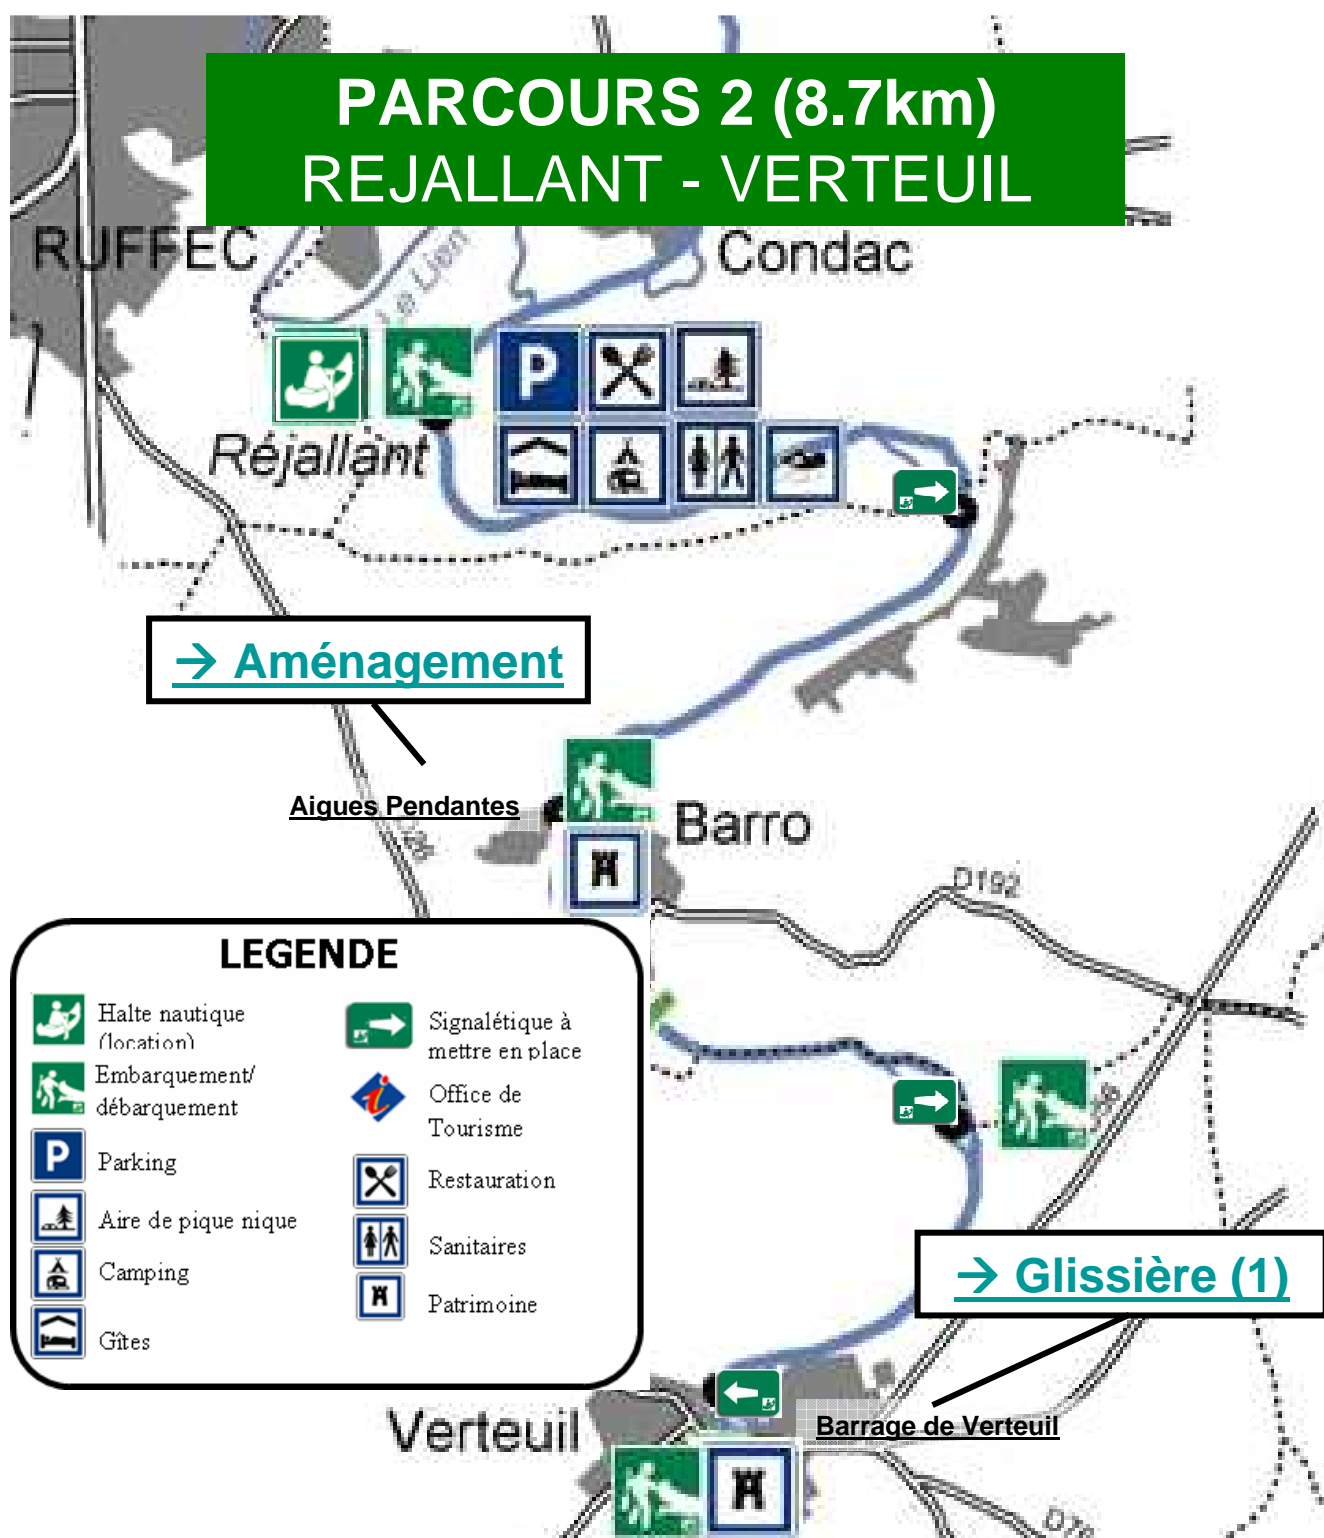 PARCOURS 2 (8.7km)
REJALLANT - VERTEUIL
RUFFEC
Le Lien
Condac
P
Réjallant
→ Aménagement
Aigues Pendantes
Barro
D192
LEGENDE
Halte nautique
(location)
Embarquement/
débarquement
P
Parking
Aire de pique nique
Camping
Gîtes
Signalétique à
mettre en place
i
Office de
Tourisme
Restauration
Sanitaires
Patrimoine
→ Glissière (1)
Verteuil
Barrage de Verteuil